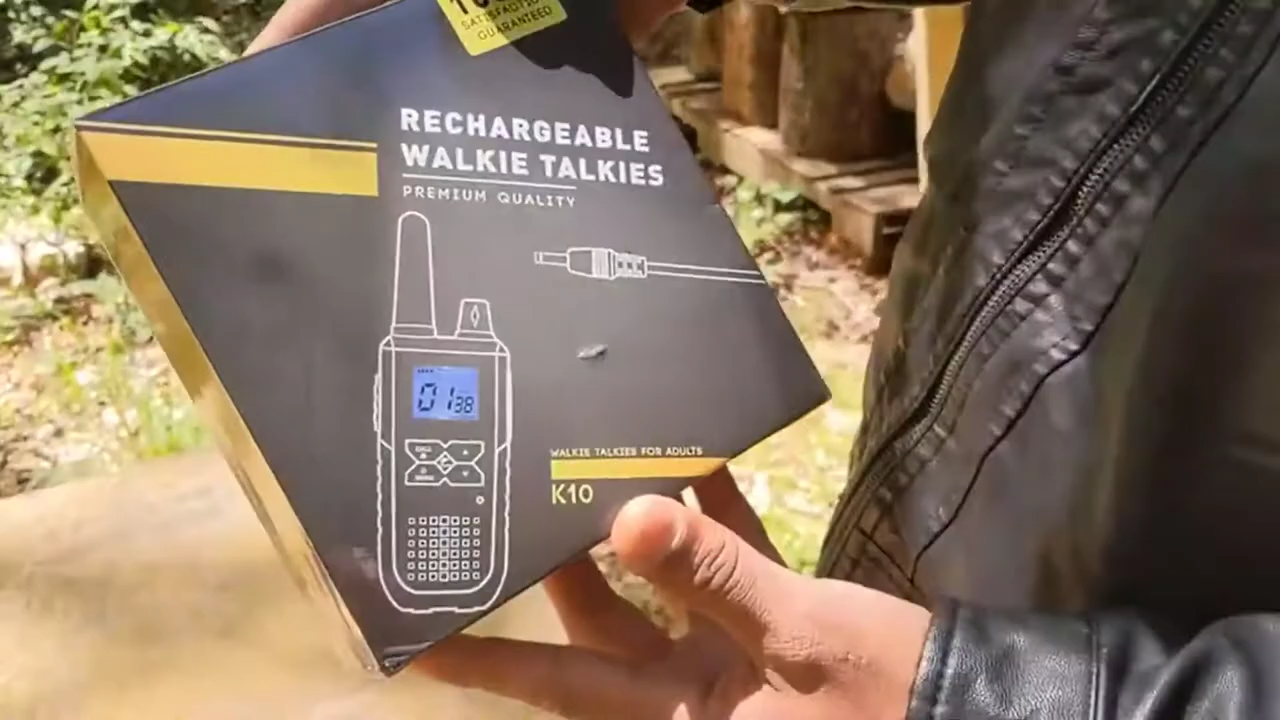 SATISFACTION
GUARANTEED
RECHARGEABLE
WALKIE TALKIES
PREMIUM QUALITY
01 38
WALKIE TALKIES FOR ADULTS
K10